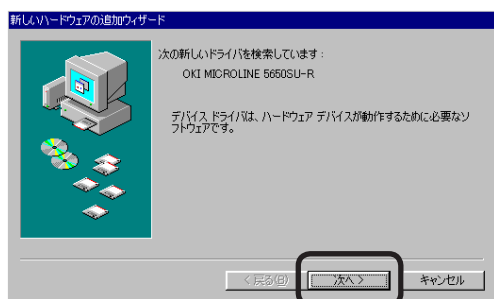 新しいハードウェアの追加ウィザード
次の新しいドライバを検索しています:
OKI MICROLINE 5650SU-R
デバイス ドライバは、ハードウェア デバイスが動作するために必要なソ
フトウェアです。
< 戻る(B)
次へ >
キャンセル